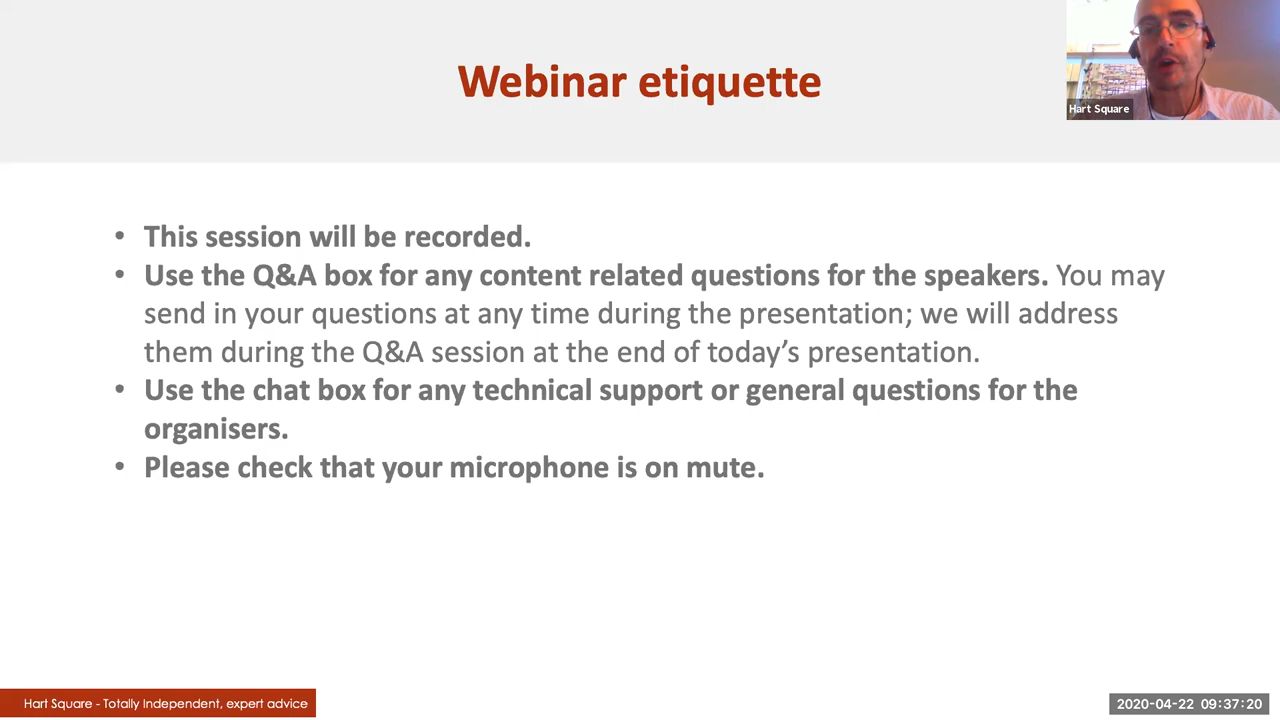 Webinar etiquette
Hart Square
• This session will be recorded.
• Use the Q&A box for any content related questions for the speakers. You may
send in your questions at any time during the presentation; we will address
them during the Q&A session at the end of today’s presentation.
• Use the chat box for any technical support or general questions for the
organisers.
• Please check that your microphone is on mute.
Hart Square - Totally Independent, expert advice
2020-04-22 09:37:20